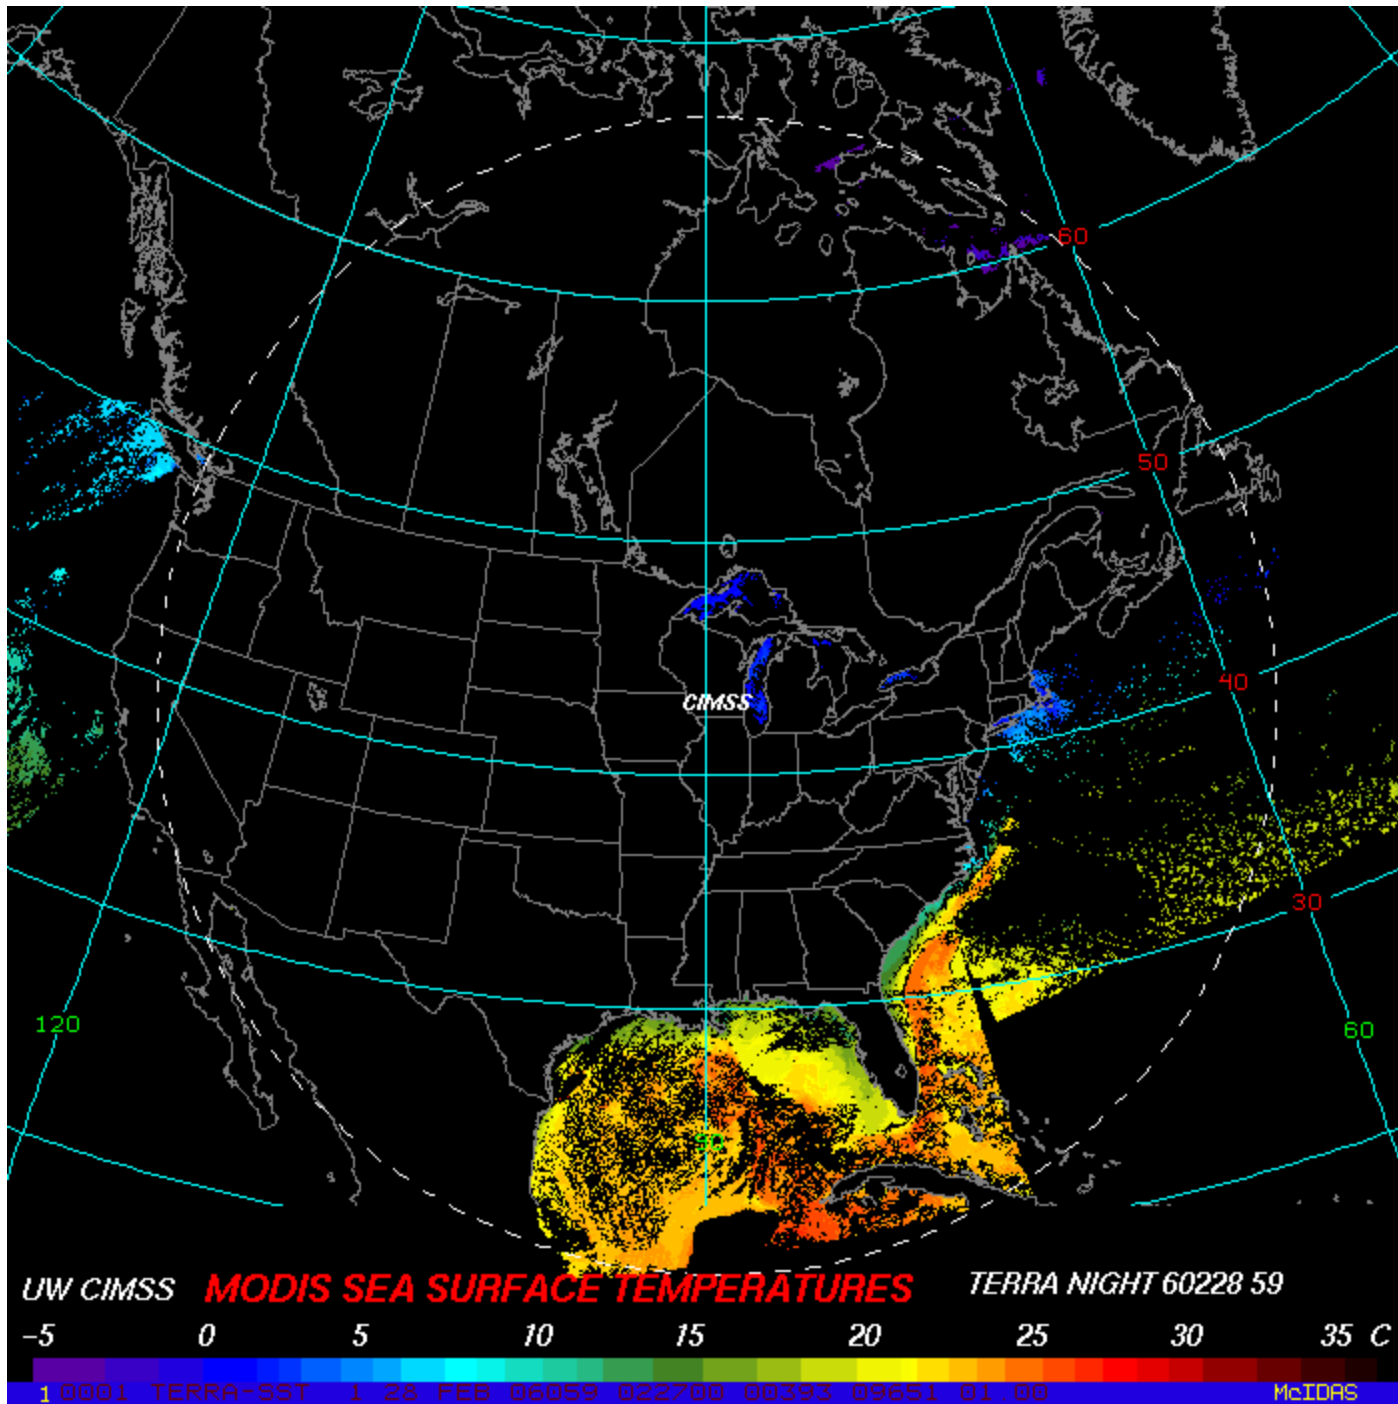 60
50
CIMSS
40
30
120
60
90
UW CIMSS MODIS SEA SURFACE TEMPERATURES TERRA NIGHT 60228 59
-5 0 5 10 15 20 25 30 35 C
1 0001 TERRA-SST 1 28 FEB 06059 022700 00393 09651 01 00 McIDAS